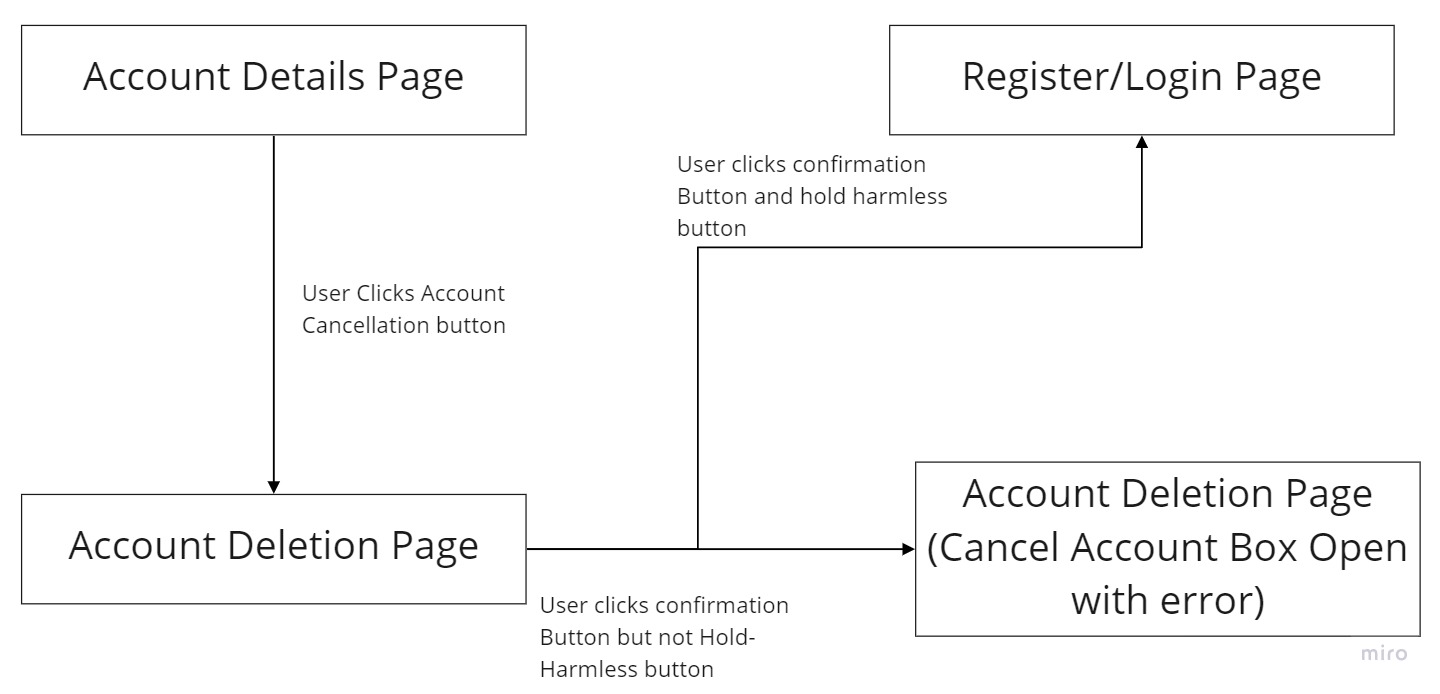 Account Details Page
Register/Login Page
User clicks confirmation
Button and hold harmless
button
User Clicks Account
Cancellation button
Account Deletion Page
Account Deletion Page
(Cancel Account Box Open
with error)
User clicks confirmation
Button but not Hold-
Harmless button
miro